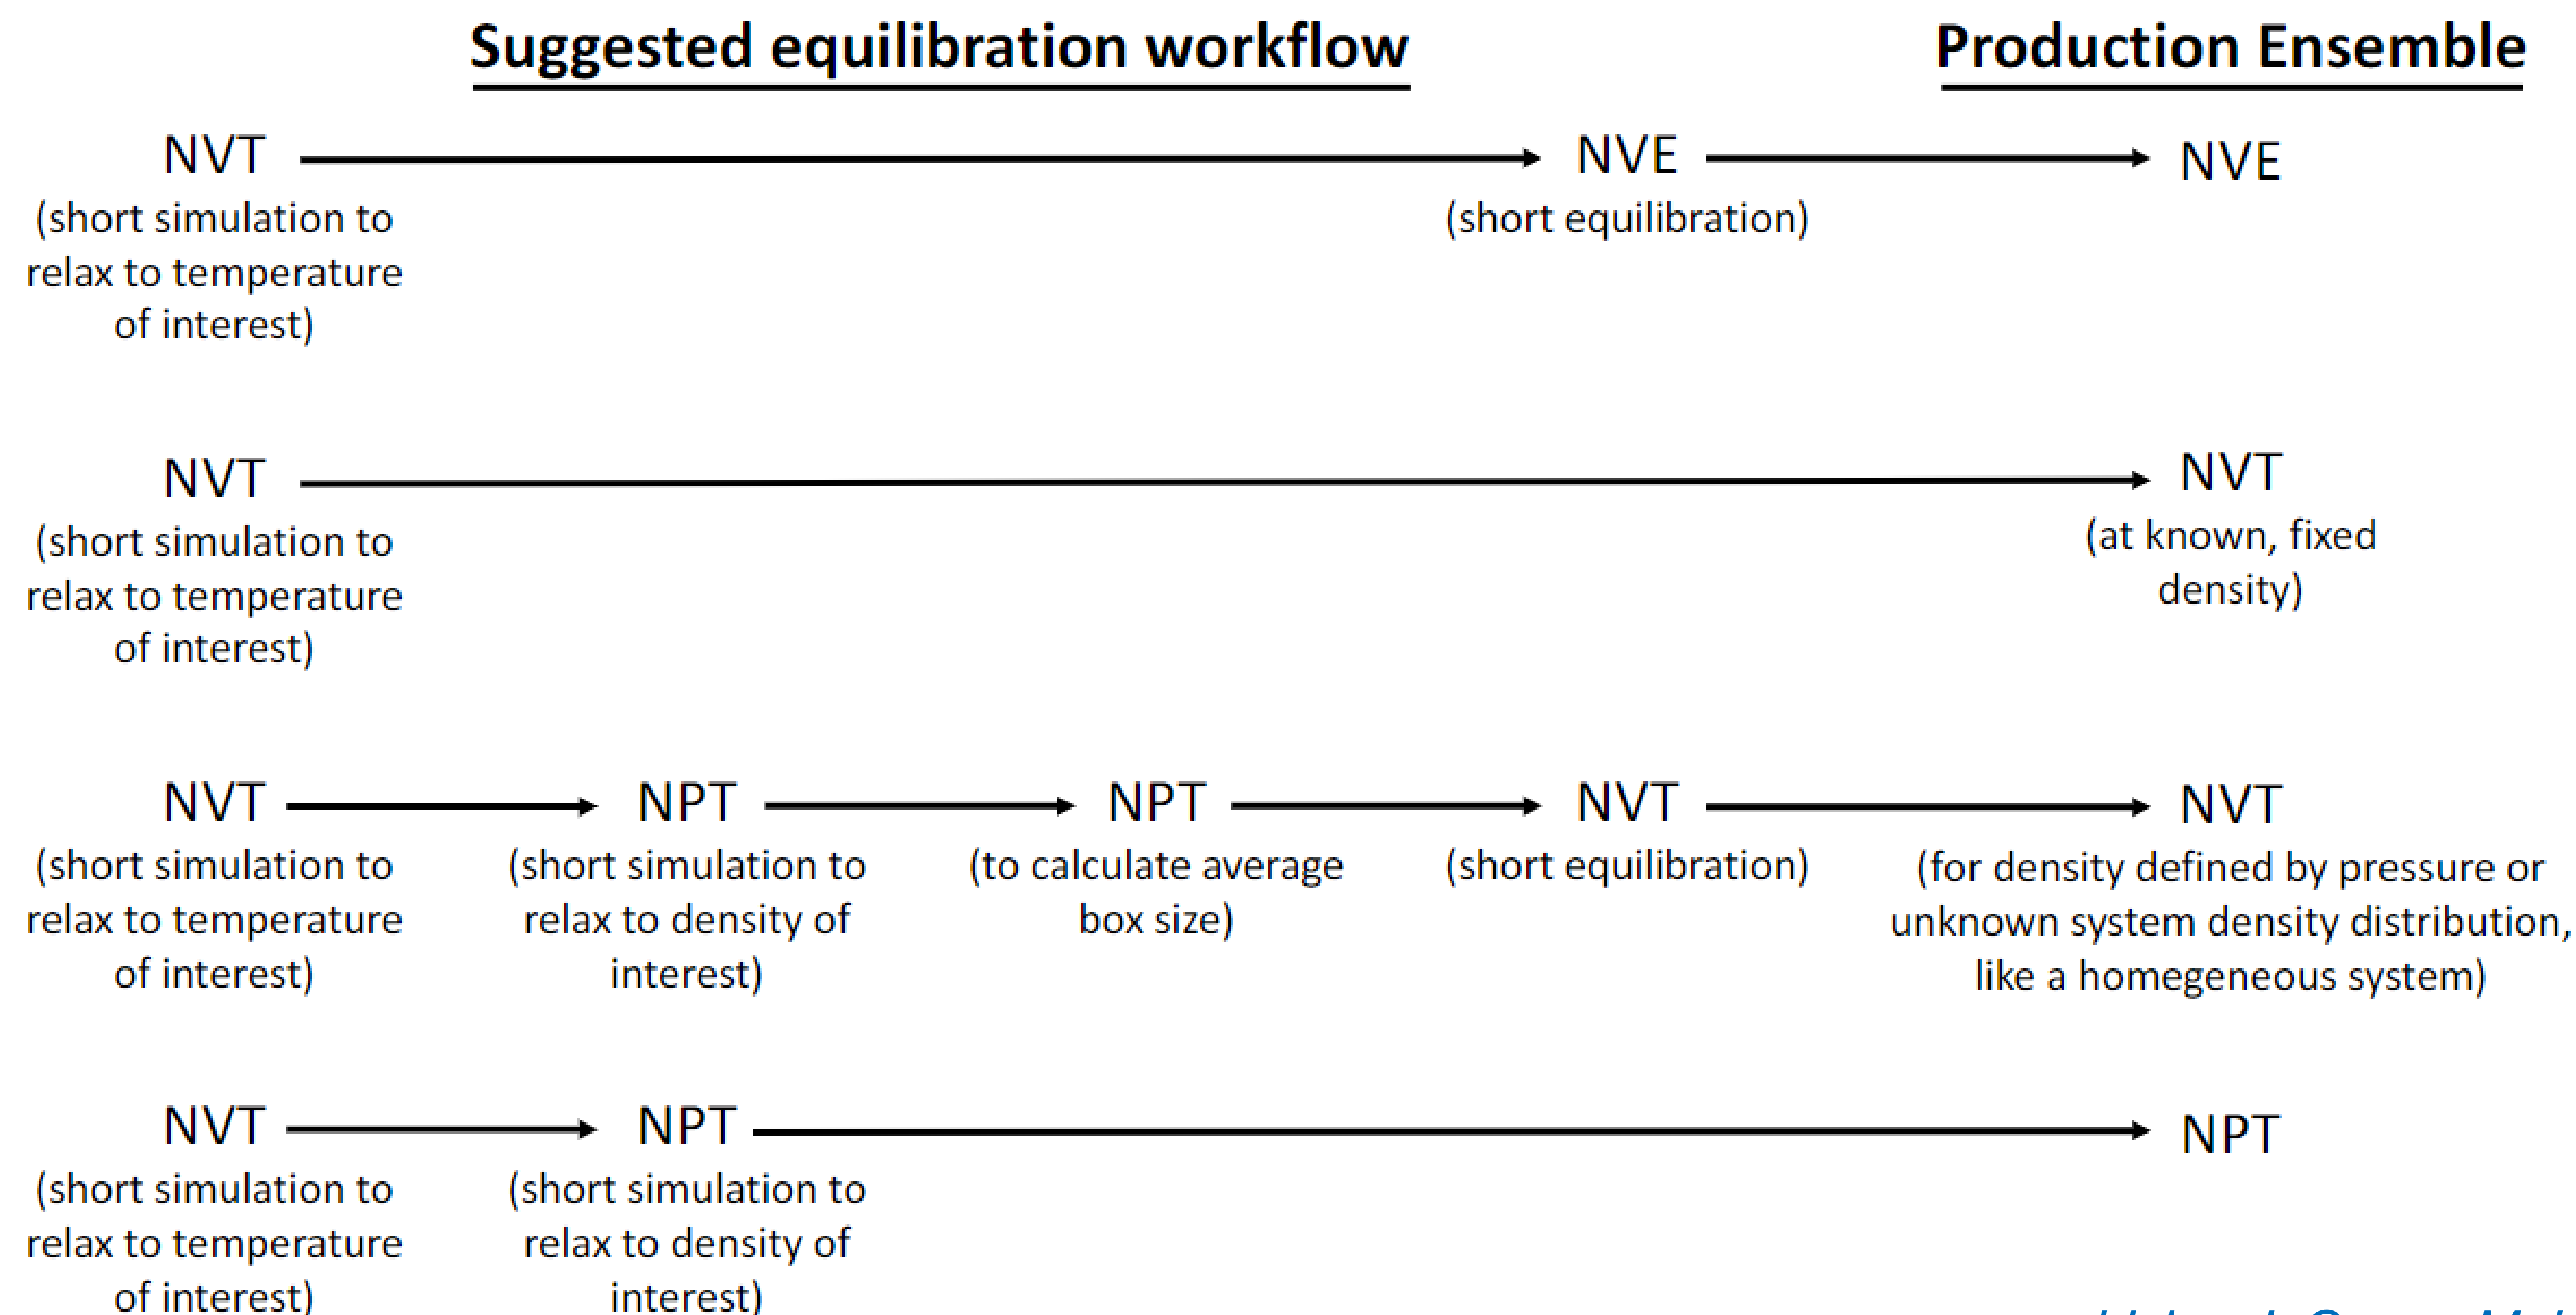 Suggested equilibration workflow
Production Ensemble
NVT
NVE
NVE
(short simulation to
relax to temperature
of interest)
(short equilibration)
NVT
NVT
(short simulation to
relax to temperature
of interest)
(at known, fixed
density)
NVT
NPT
NPT
NVT
NVT
(short simulation to
relax to temperature
of interest)
(short simulation to
relax to density of
interest)
(to calculate average
box size)
(short equilibration)
(for density defined by pressure or
unknown system density distribution,
like a homegeneous system)
NVT
NPT
NPT
(short simulation to
relax to temperature
of interest)
(short simulation to
relax to density of
interest)